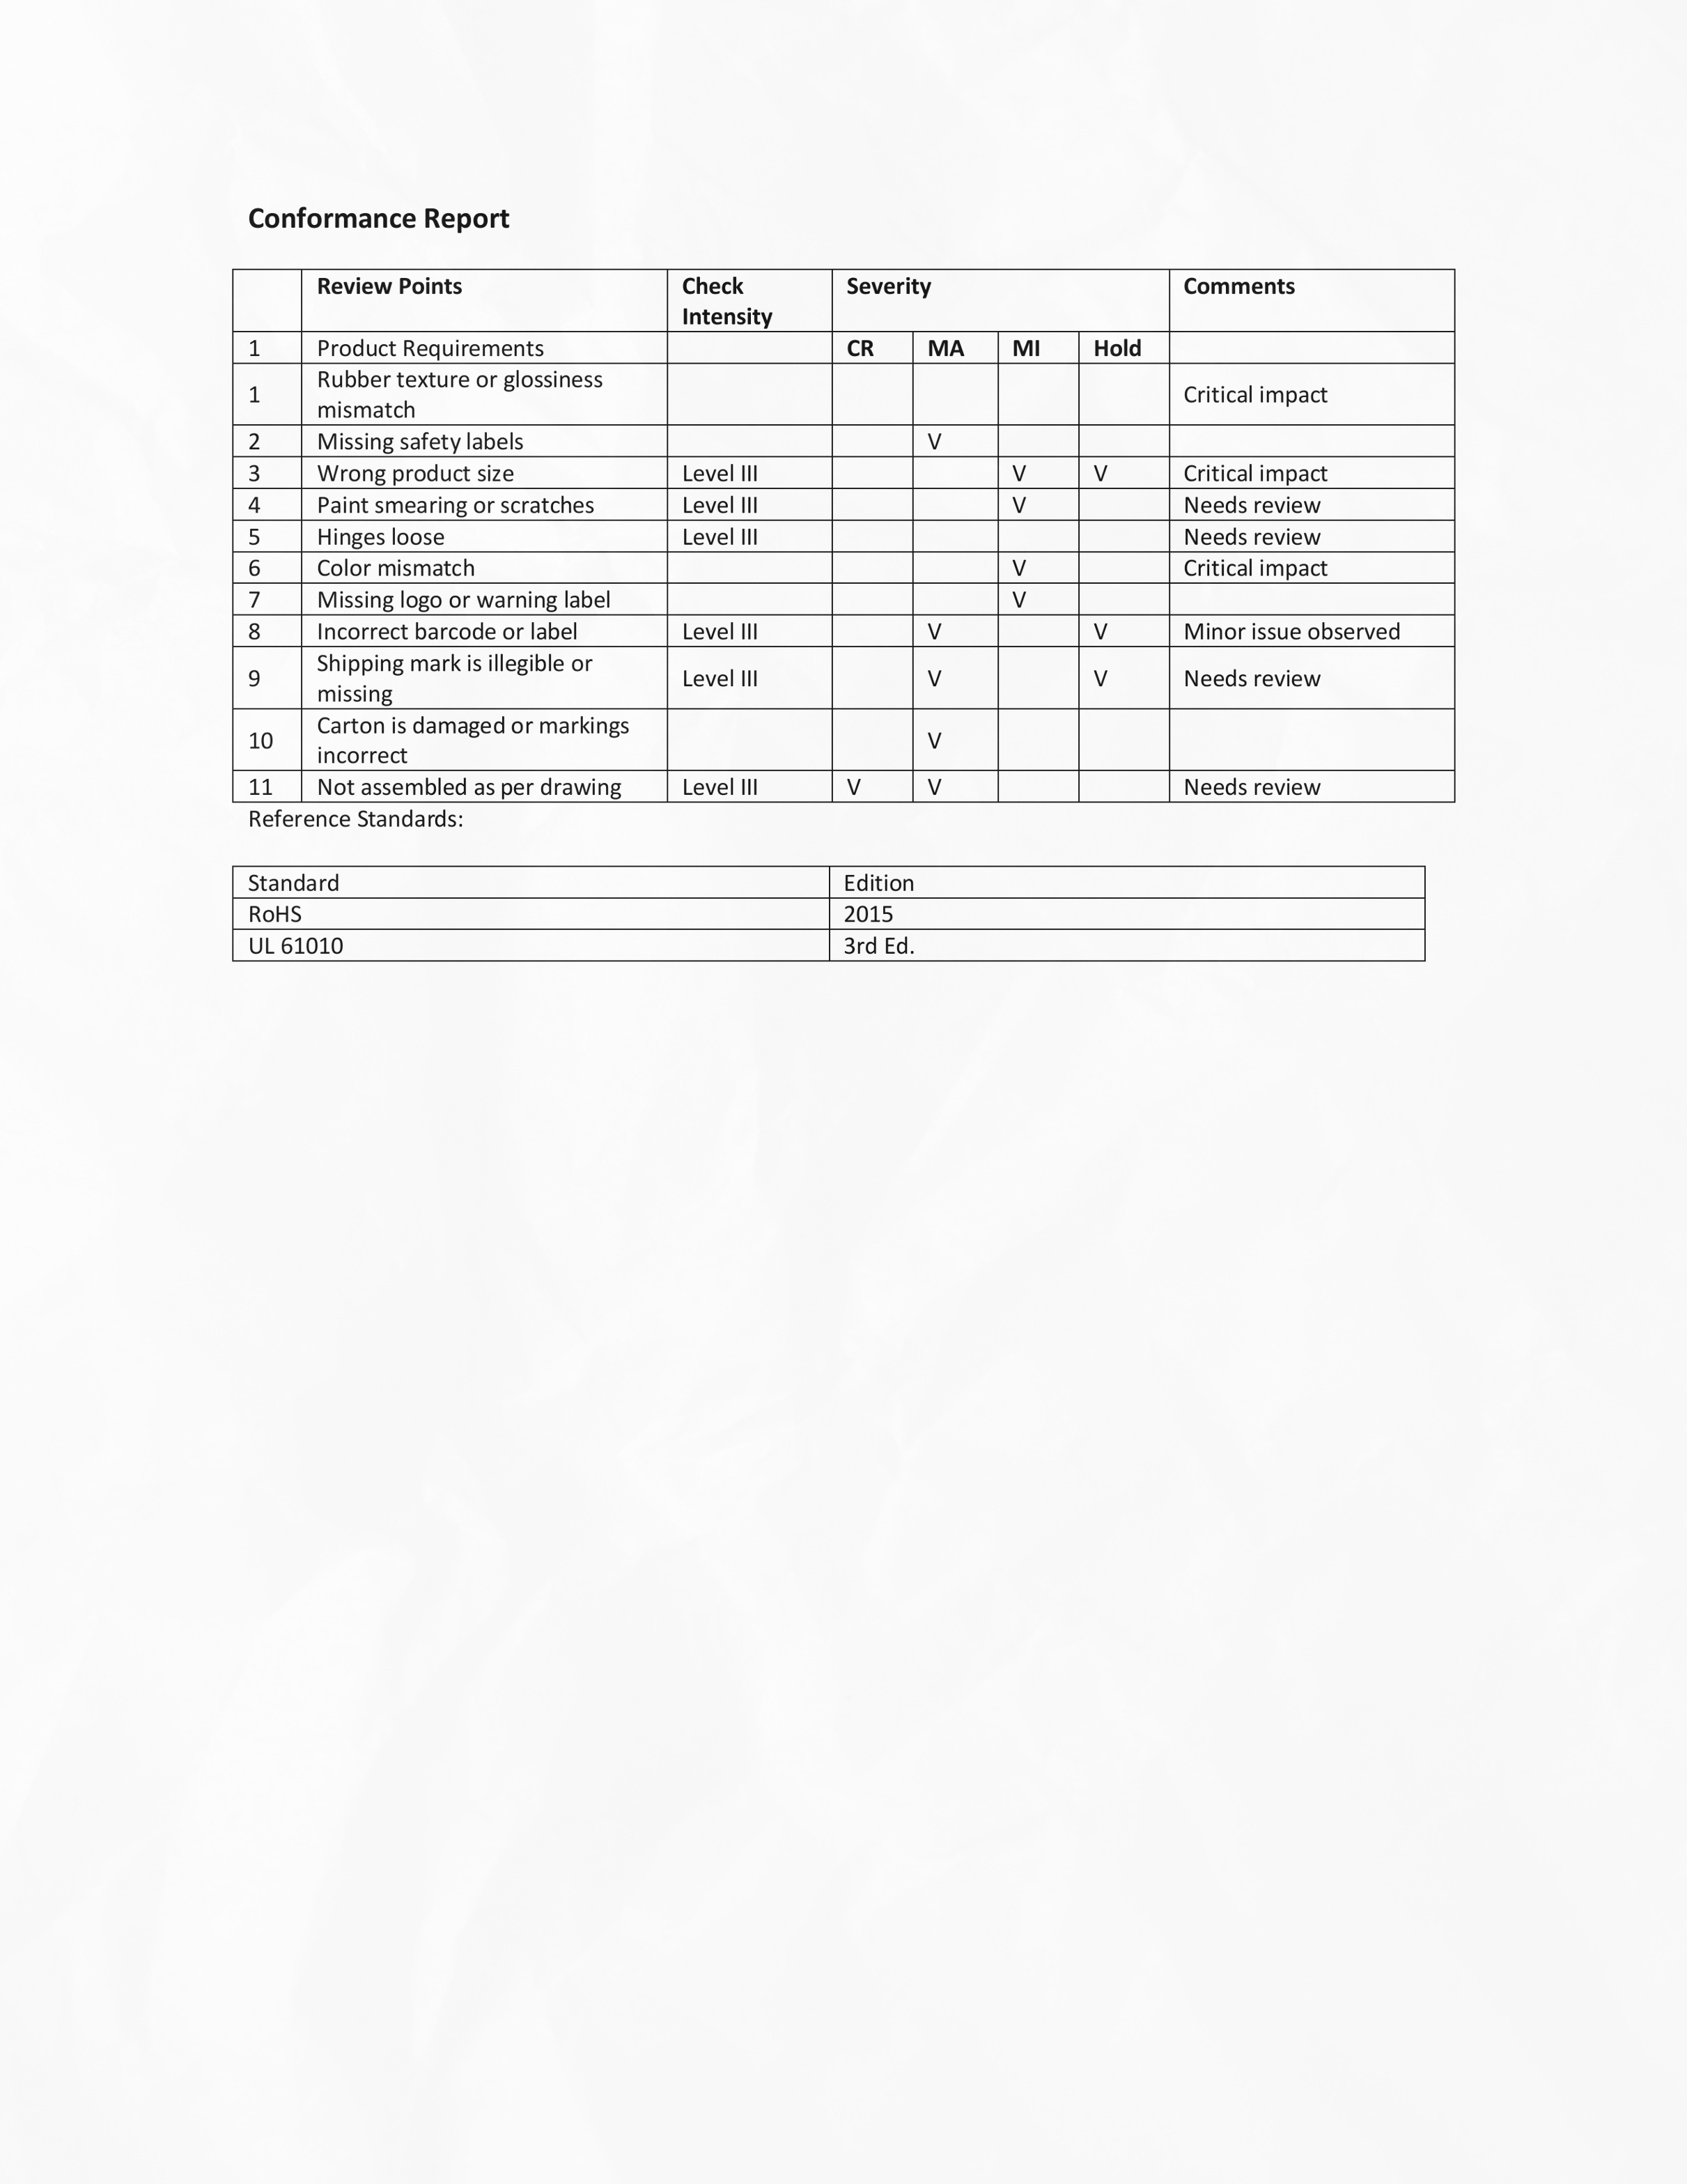 Conformance Report
Review Points Check Intensity Severity Comments
1 Product Requirements CR MA MI Hold
1 Rubber texture or glossiness mismatch Critical impact
2 Missing safety labels V
3 Wrong product size Level III V V Critical impact
4 Paint smearing or scratches Level III V Needs review
5 Hinges loose Level III Needs review
6 Color mismatch V Critical impact
7 Missing logo or warning label V
8 Incorrect barcode or label Level III V V Minor issue observed
9 Shipping mark is illegible or missing Level III V V Needs review
10 Carton is damaged or markings incorrect V
11 Not assembled as per drawing Level III V V Needs review
Reference Standards:
Standard Edition
RoHS 2015
UL 61010 3rd Ed.